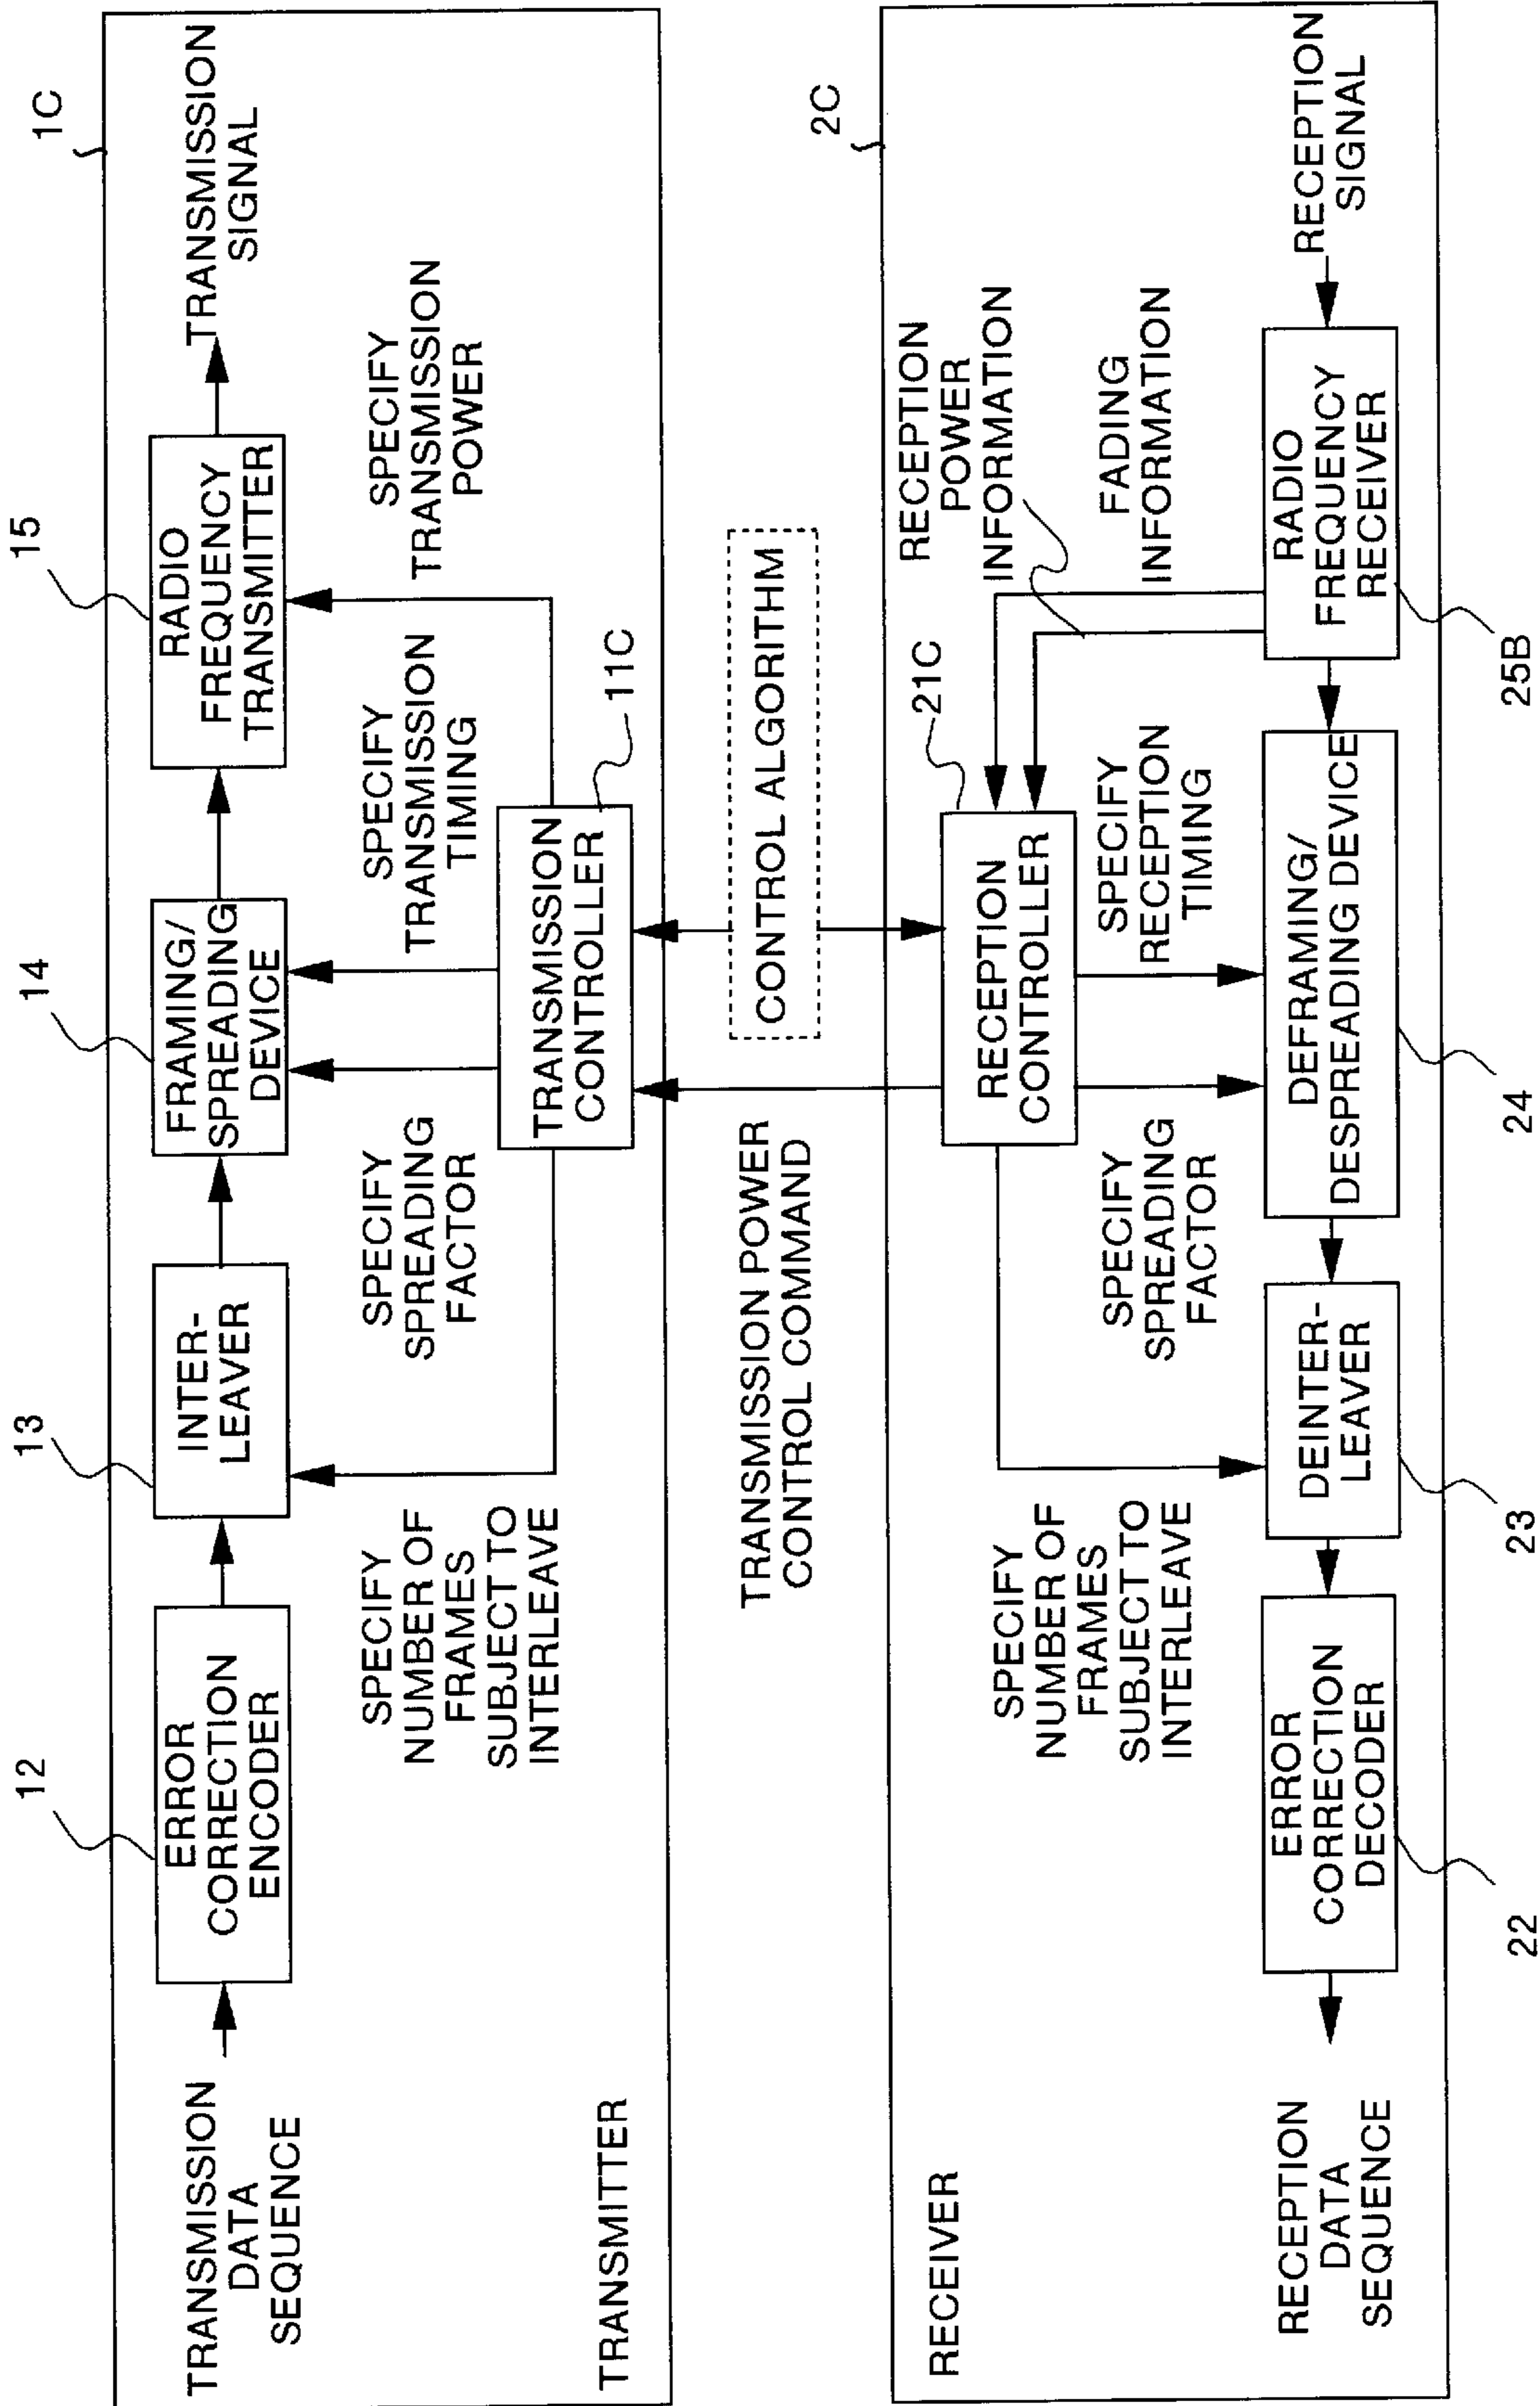 1C
12
13
14
15
TRANSMISSION
DATA
SEQUENCE
ERROR
CORRECTION
ENCODER
INTER-
LEAVER
FRAMING/
SPREADING
DEVICE
RADIO
FREQUENCY
TRANSMITTER
TRANSMISSION
SIGNAL
SPECIFY
NUMBER OF
FRAMES
SUBJECT TO
INTERLEAVE
SPECIFY
SPREADING
FACTOR
SPECIFY
TRANSMISSION
TIMING
SPECIFY
TRANSMISSION
POWER
TRANSMISSION
CONTROLLER
11C
TRANSMITTER
TRANSMISSION POWER
CONTROL COMMAND
CONTROL ALGORITHM
2C
RECEIVER
21C
RECEPTION
CONTROLLER
RECEPTION
POWER
INFORMATION
FADING
INFORMATION
SPECIFY
NUMBER OF
FRAMES
SUBJECT TO
INTERLEAVE
SPECIFY
SPREADING
FACTOR
SPECIFY
RECEPTION
TIMING
RECEPTION
DATA
SEQUENCE
ERROR
CORRECTION
DECODER
DEINTER-
LEAVER
DEFRAMING/
DESPREADING DEVICE
RADIO
FREQUENCY
RECEIVER
RECEPTION
SIGNAL
22
23
24
25B